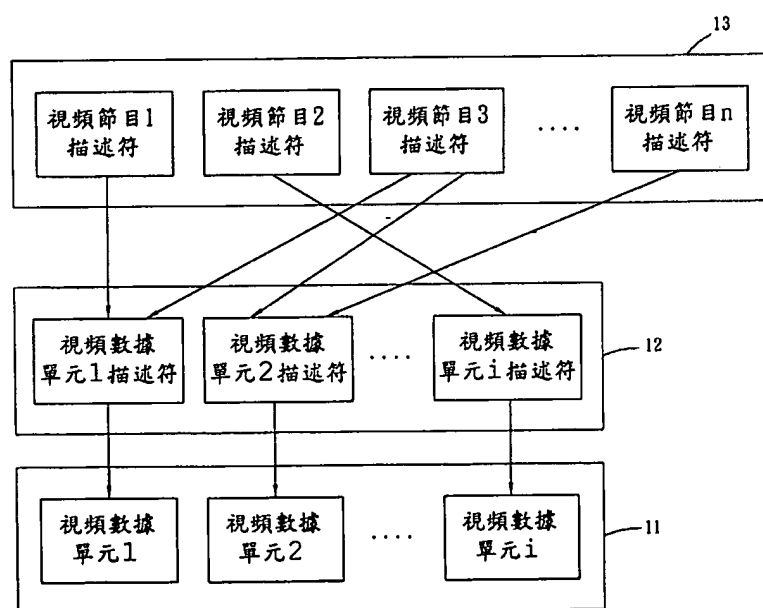 13
視頻節目1
描述符
視頻節目2
描述符
視頻節目3
描述符
....
視頻節目n
描述符
視頻數據
單元1描述符
視頻數據
單元2描述符
....
視頻數據
單元i描述符
12
視頻數據
單元1
視頻數據
單元2
....
視頻數據
單元i
11